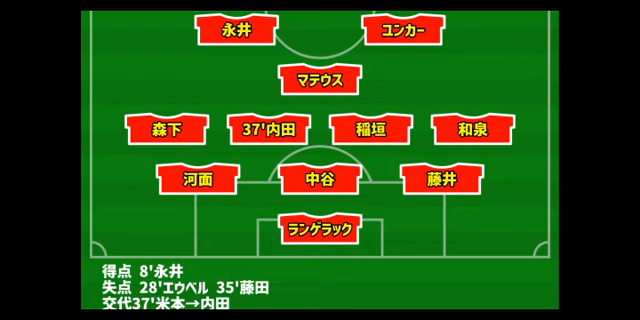 永井 ユンカー
マテウス
森下 37'内田 稲垣 和泉
河面 中谷 藤井
ランゲラック
得点 8'永井
失点 28'エウベル 35'藤田
交代37'米本→内田